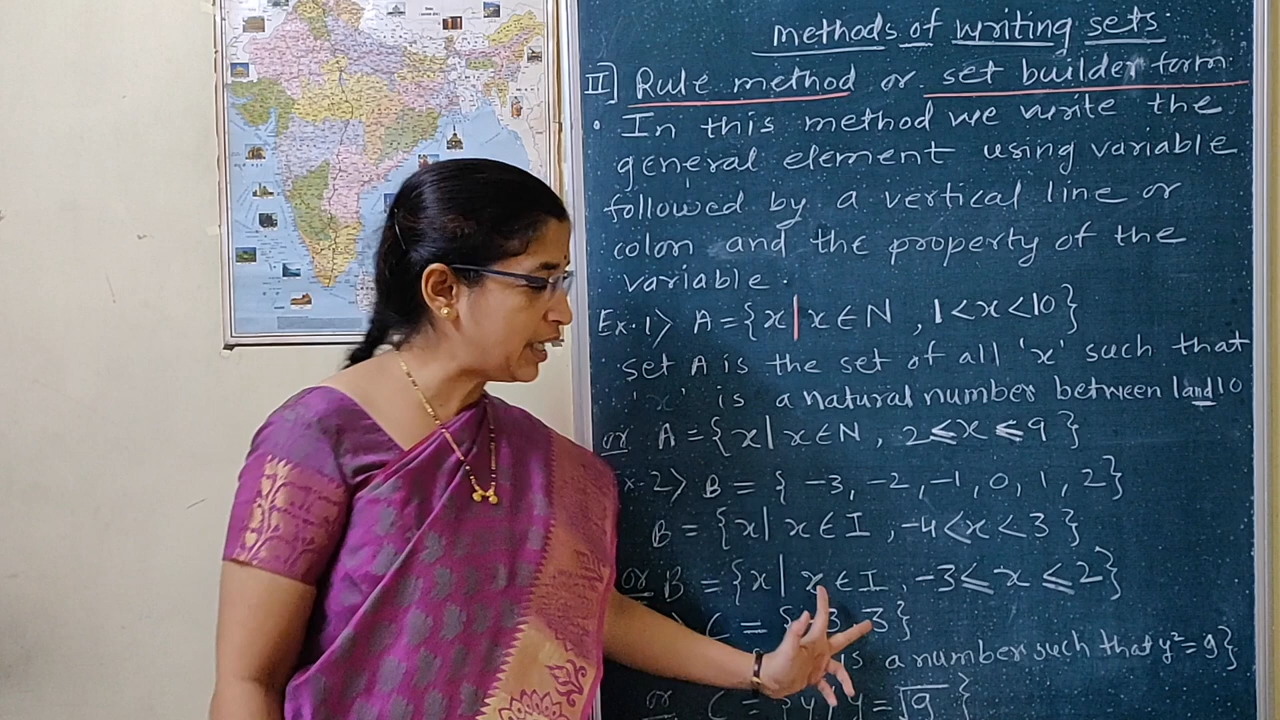 methods of writing sets
II] Rule method or set builder form
• In this method we write the
general element using variable
followed by a vertical line or
colon and the property of the
variable.
Ex.1> A={x|x∈N , 1<x<10}
set A is the set of all 'x' such that
'x' is a natural number between 1 and 10
or A={x|x∈N, 2≤x≤9}
x-2> B = { -3, -2, -1, 0, 1, 2}
B = {x| x∈I , -4<x<3}
or B = {x| x∈I, -3≤x≤2}
C = { 3 3}
is a number such that y²=9}
or C = {y| y=√9}